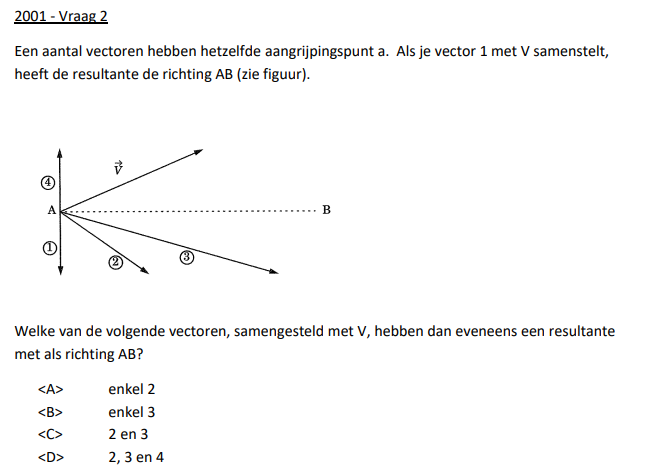 2001 - Vraag 2
Een aantal vectoren hebben hetzelfde aangrijpingspunt a. Als je vector 1 met V samenstelt,
heeft de resultante de richting AB (zie figuur).
V⃗
④
A
B
①
②
③
Welke van de volgende vectoren, samengesteld met V, hebben dan eveneens een resultante
met als richting AB?
<A> enkel 2
<B> enkel 3
<C> 2 en 3
<D> 2, 3 en 4